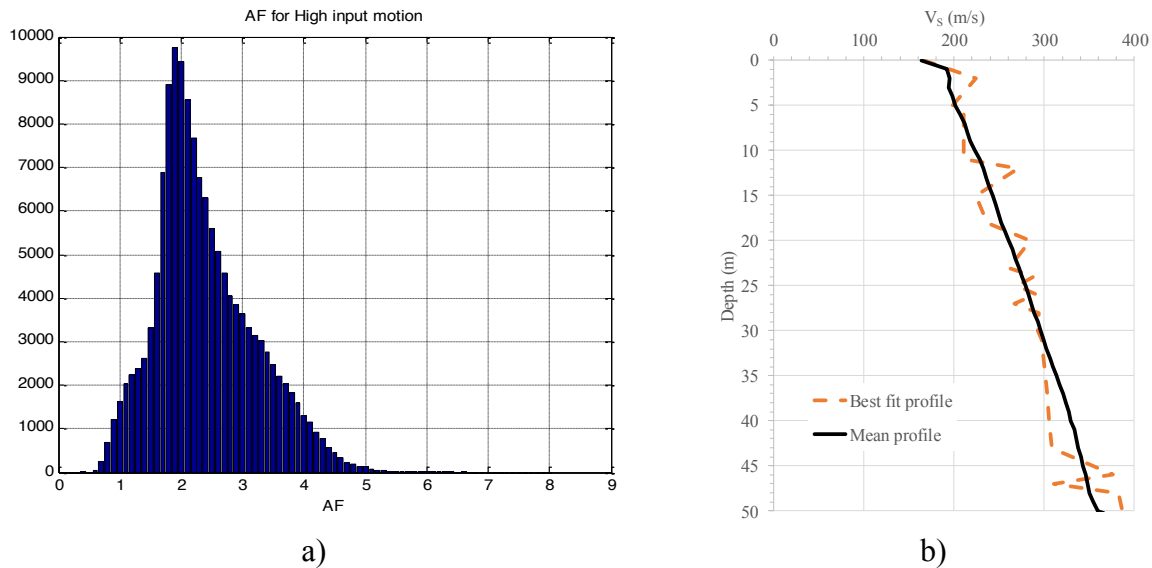 AF for High input motion
10000
9000
8000
7000
6000
5000
4000
3000
2000
1000
0
0 1 2 3 4 5 6 7 8 9
AF
a)
V_S (m/s)
0 100 200 300 400
0
5
10
15
20
25
30
35
40
45
50
Depth (m)
Best fit profile
Mean profile
b)